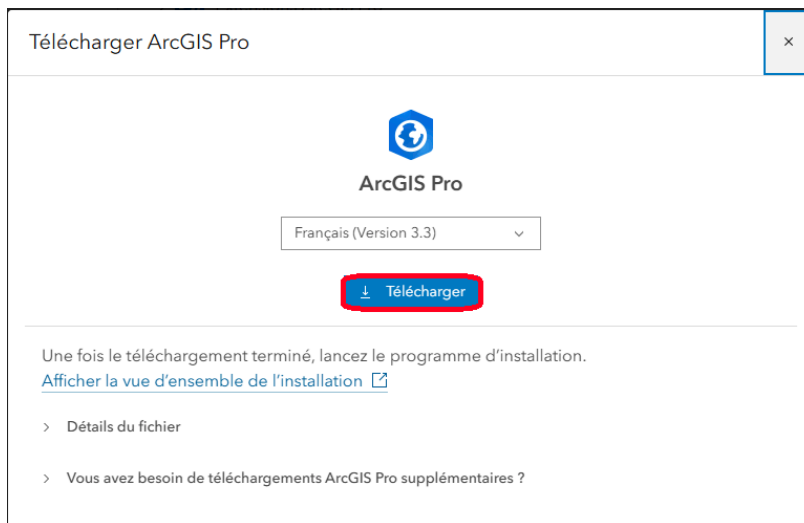 Télécharger ArcGIS Pro
ArcGIS Pro
Français (Version 3.3)
Télécharger
Une fois le téléchargement terminé, lancez le programme d’installation.
Afficher la vue d’ensemble de l’installation
Détails du fichier
Vous avez besoin de téléchargements ArcGIS Pro supplémentaires ?